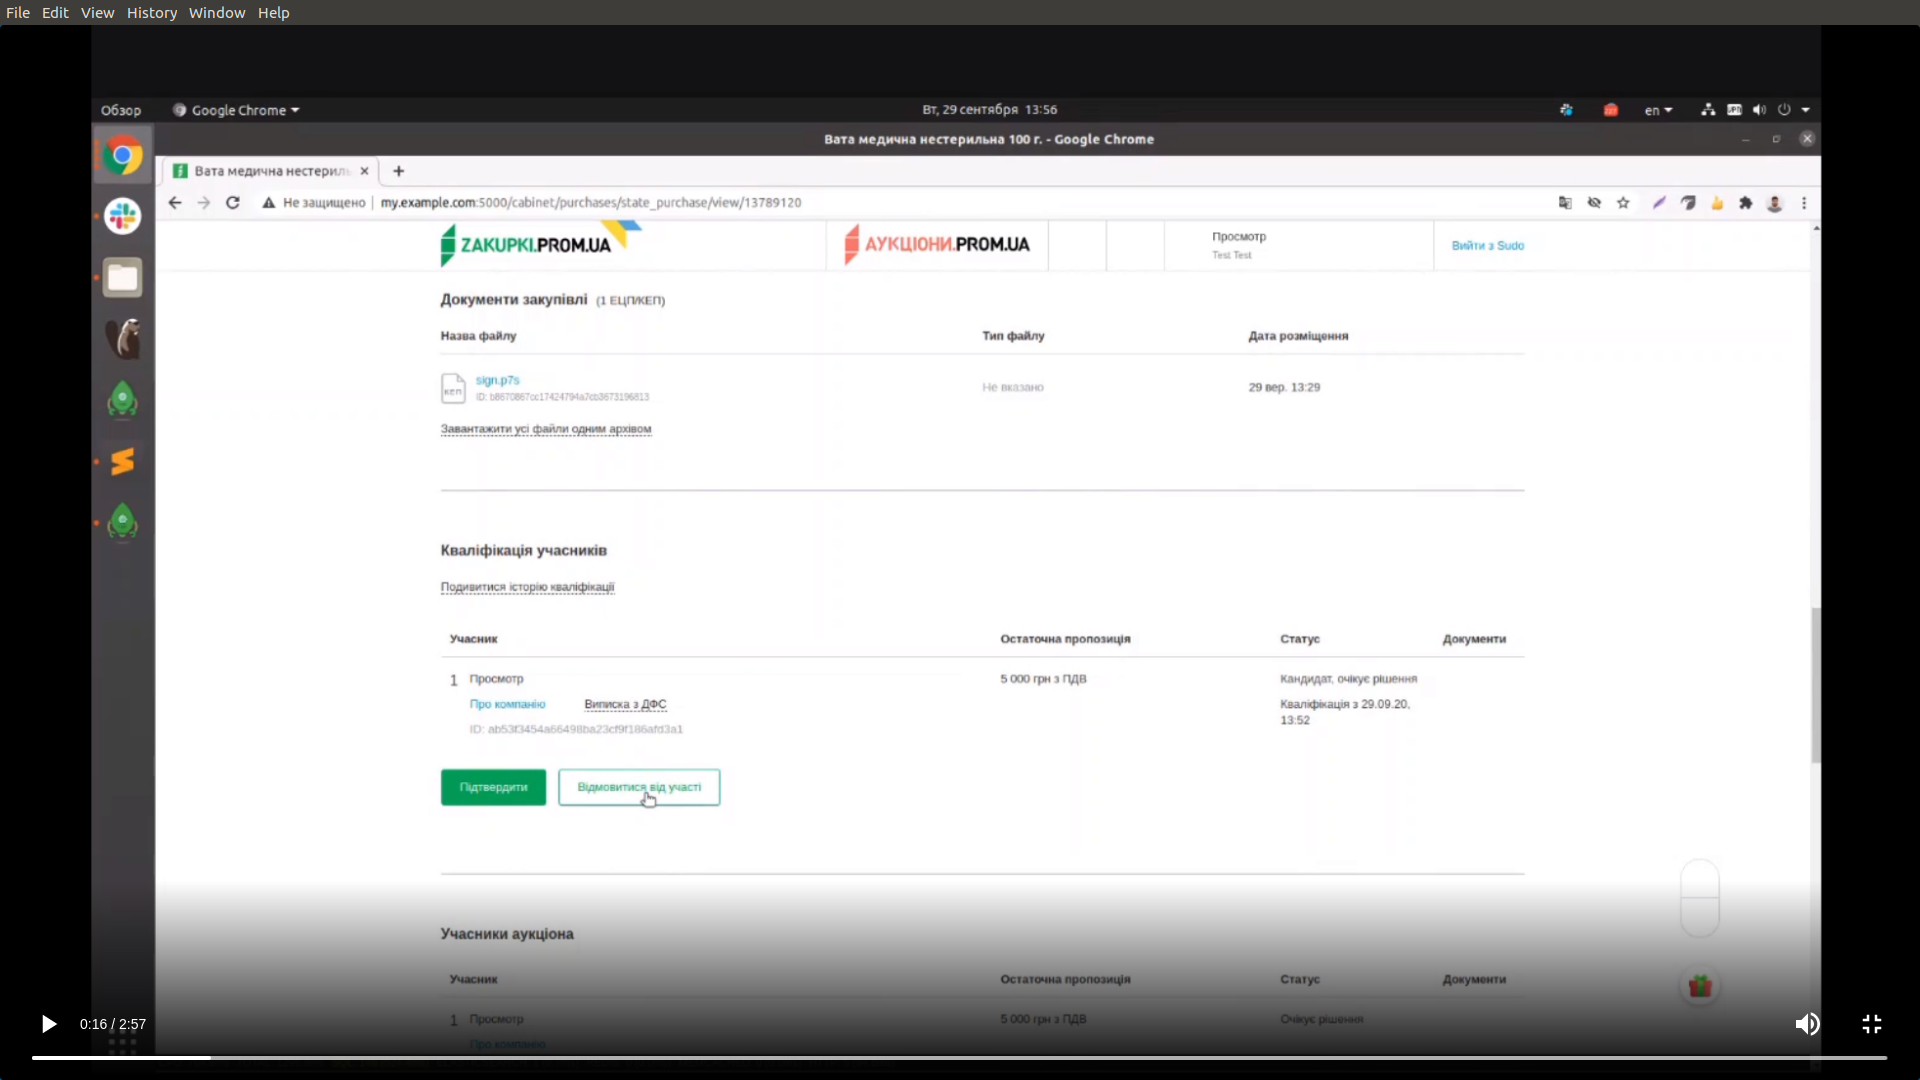 File Edit View History Window Help
Обзор Google Chrome Вт, 29 сентября 13:56 en
Вата медична нестерильна 100 г. - Google Chrome
Вата медична нестерил
Не защищено my.example.com:5000/cabinet/purchases/state_purchase/view/13789120
ZAKUPKI.PROM.UA АУКЦІОНИ.PROM.UA Просмотр Вийти з Sudo
Test Test
Документи закупівлі (1 ЕЦП/КЕП)
Назва файлу Тип файлу Дата розміщення
sign.p7s
кеп Не вказано 29 вер. 13:29
Завантажити усі файли одним архівом
Кваліфікація учасників
Подивитися історію кваліфікації
Учасник Остаточна пропозиція Статус Документи
1 Просмотр 5 000 грн з ПДВ Кандидат, очікує рішення
Про компанію Виписка з ДФС Кваліфікація з 29.09.20,
13:52
ID: ab53f3454a66498ba23cf9f186afd3a1
Підтвердити Відмовитися від участі
Учасники аукціона
Учасник Остаточна пропозиція Статус Документи
1 Просмотр 5 000 грн з ПДВ Очікує рішення
Про компанію
0:16 / 2:57